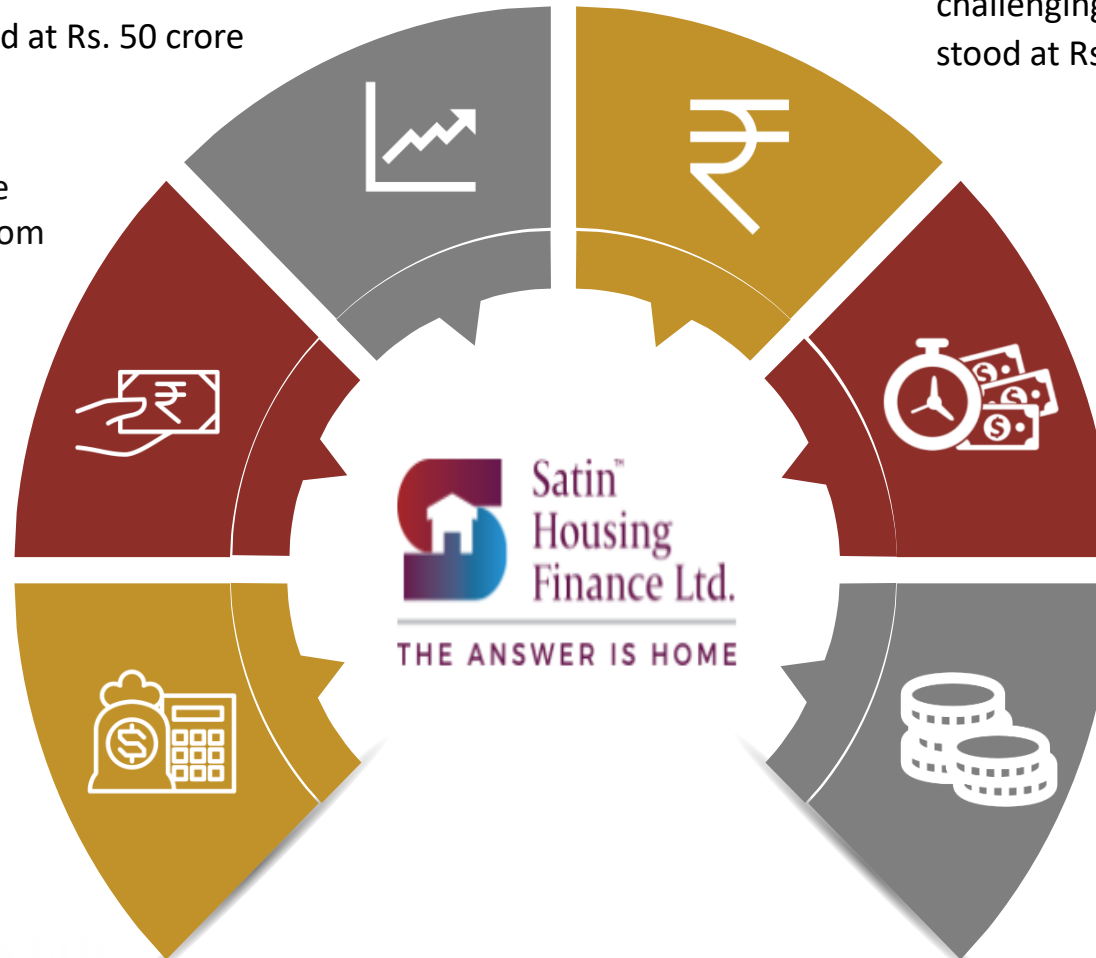 d at Rs. 50 crore
challenging
stood at Rs
e
om
Satin™
Housing
Finance Ltd.
THE ANSWER IS HOME